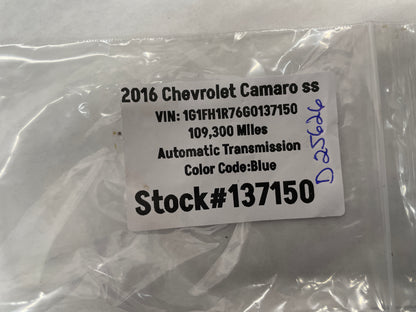 2016 Chevrolet Camaro ss
VIN: 1G1FH1R76G0137150
109,300 Miles
Automatic Transmission
Color Code:Blue
Stock#137150
D25626